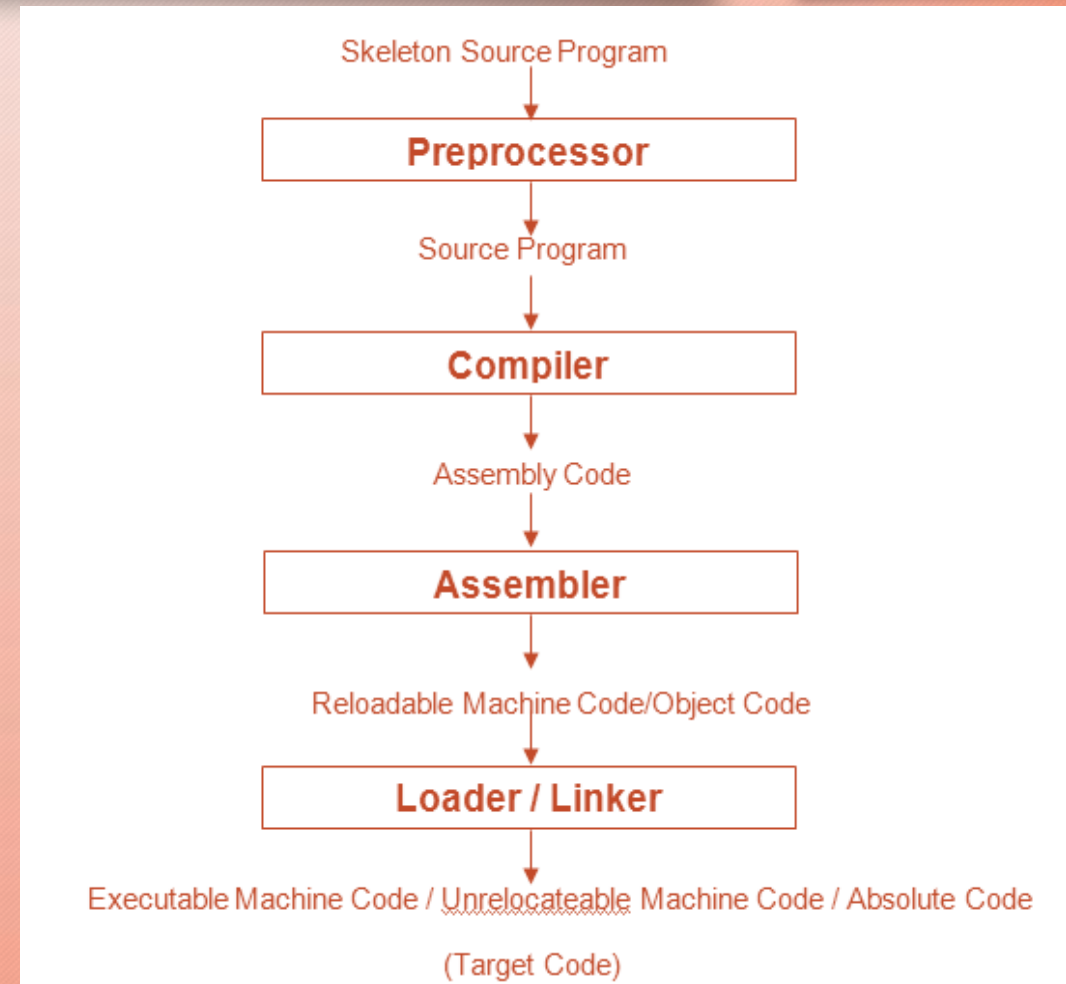 Skeleton Source Program
Preprocessor
Source Program
Compiler
Assembly Code
Assembler
Reloadable Machine Code/Object Code
Loader / Linker
Executable Machine Code / Unrelocateable Machine Code / Absolute Code
(Target Code)